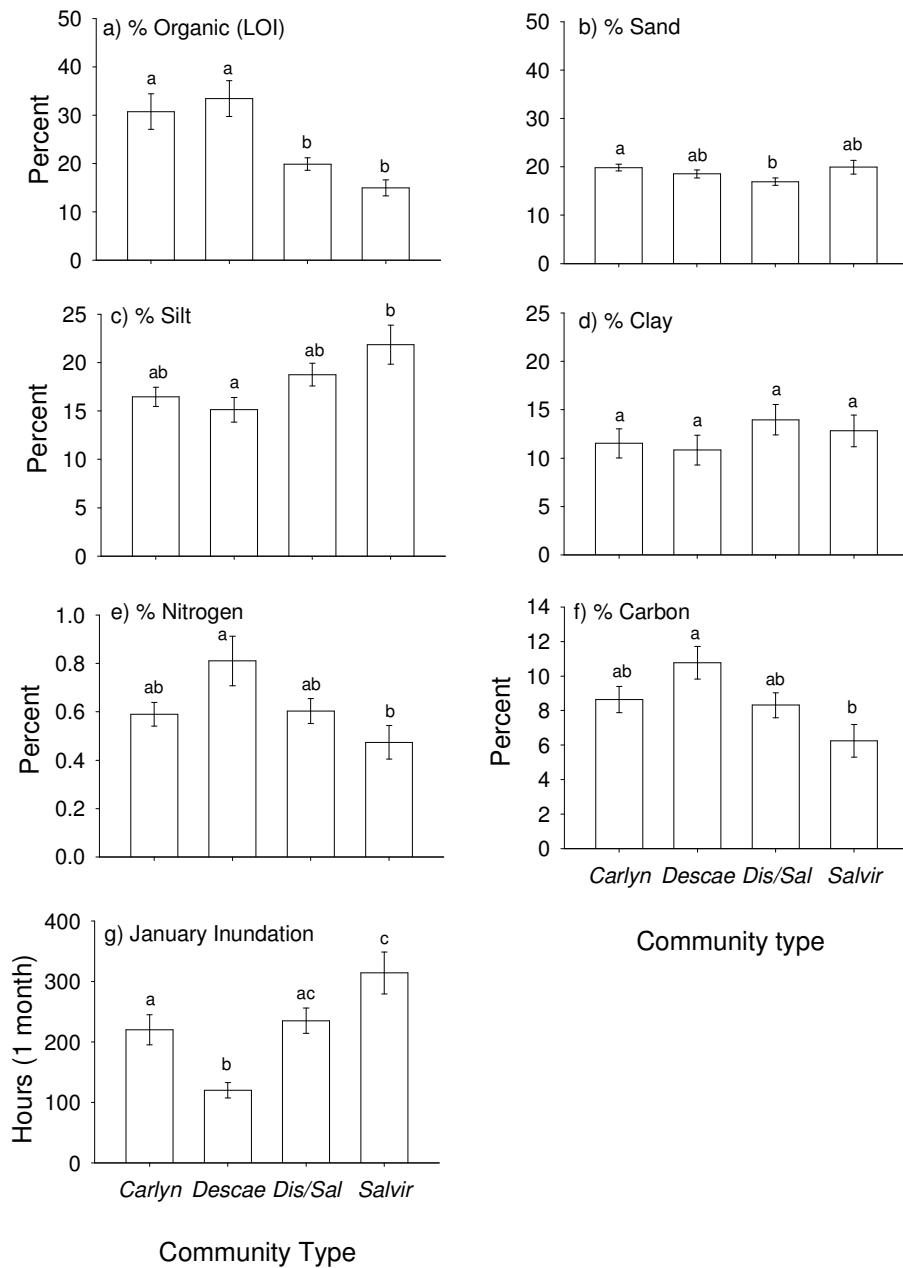 a) % Organic (LOI)
Percent
50
40
30
20
10
0
a
a
b
b
b) % Sand
50
40
30
20
10
0
a
ab
b
ab
c) % Silt
Percent
25
20
15
10
5
0
ab
a
ab
b
d) % Clay
25
20
15
10
5
0
a
a
a
a
e) % Nitrogen
Percent
1.0
0.8
0.6
0.4
0.2
0.0
ab
a
ab
b
f) % Carbon
Percent
14
12
10
8
6
4
2
0
ab
a
ab
b
Carlyn Descae Dis/Sal Salvir
Community type
g) January Inundation
Hours (1 month)
400
300
200
100
0
a
b
ac
c
Carlyn Descae Dis/Sal Salvir
Community Type